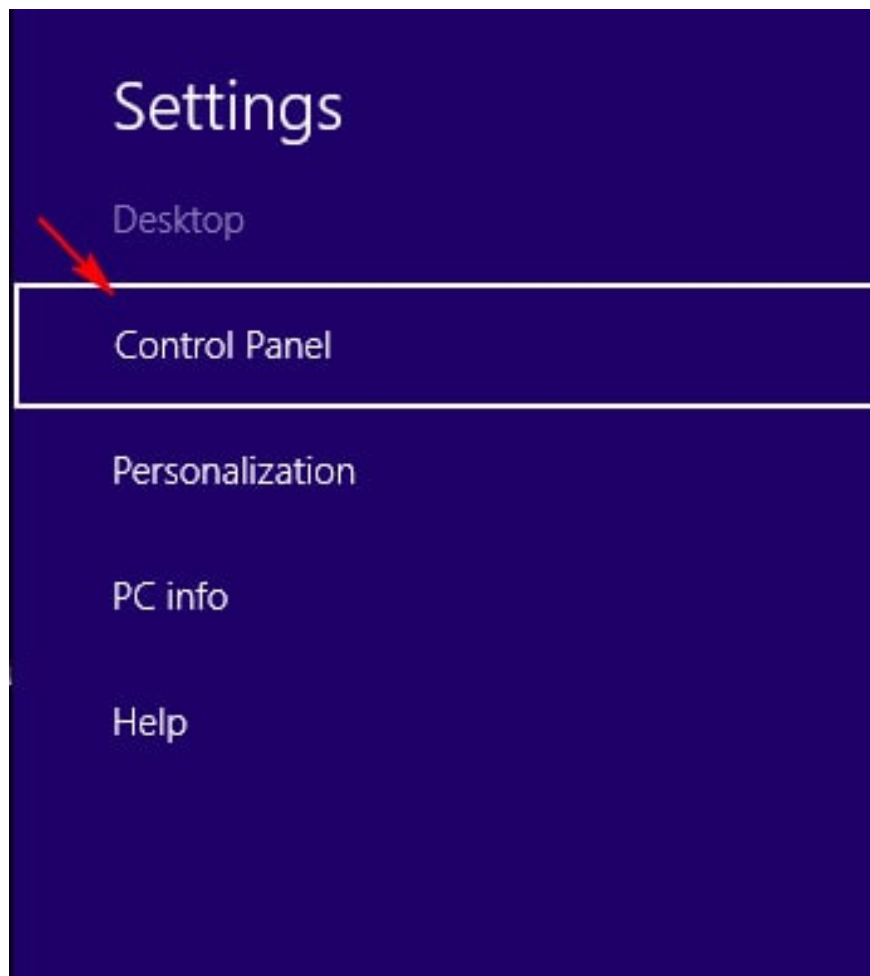 Settings
Desktop
Control Panel
Personalization
PC info
Help